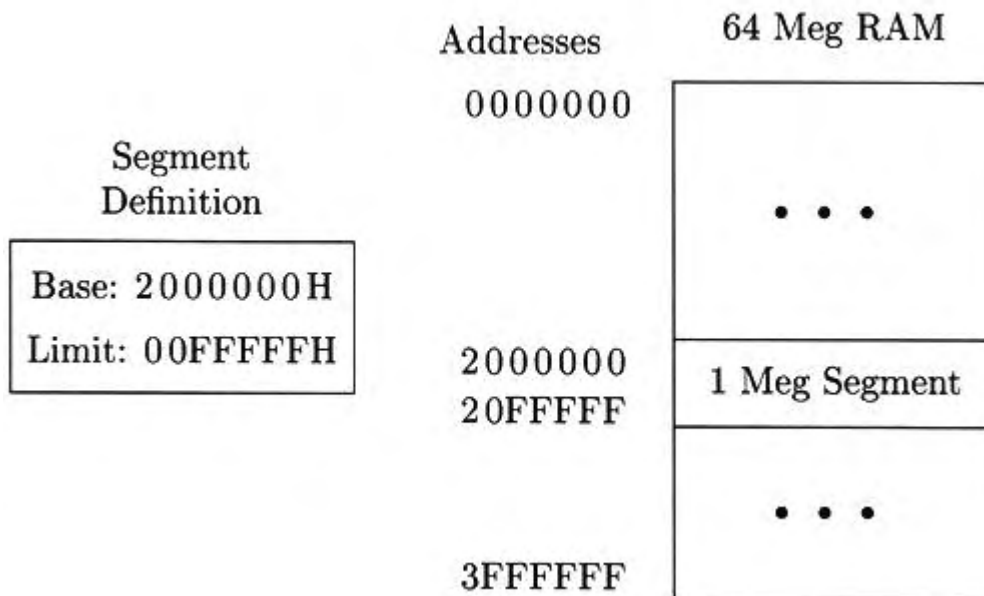 Addresses
64 Meg RAM
0000000
Segment
Definition
Base: 2000000H
Limit: 00FFFFFH
2000000
20FFFFF
1 Meg Segment
3FFFFFF